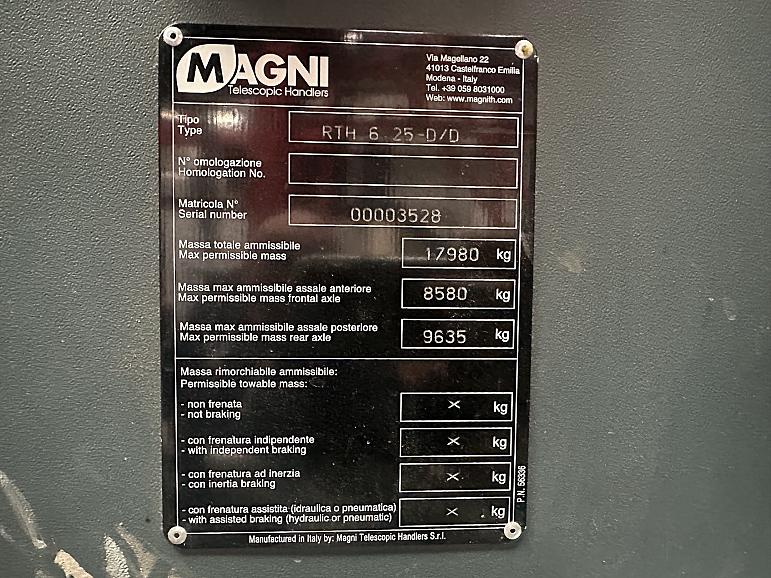 MAGNI
Telescopic Handlers
Via Magellano 22
41013 Castelfranco Emilia
Modena - Italy
Tel. +39 059 8031000
Web: www.magnith.com
Tipo
Type
RTH 6 25-D/D
N° omologazione
Homologation No.
Matricola N°
Serial number
00003528
Massa totale ammissibile
Max permissible mass
17980 kg
Massa max ammissibile assale anteriore
Max permissible mass frontal axle
8580 kg
Massa max ammissibile assale posteriore
Max permissible mass rear axle
9635 kg
Massa rimorchiabile ammissibile:
Permissible towable mass:
- non frenata
- not braking
× kg
- con frenatura indipendente
- with independent braking
× kg
- con frenatura ad inerzia
- con inertia braking
× kg
- con frenatura assistita (idraulica o pneumatica)
- with assisted braking (hydraulic or pneumatic)
× kg
P.N. 56336
Manufactured in Italy by: Magni Telescopic Handlers S.r.l.